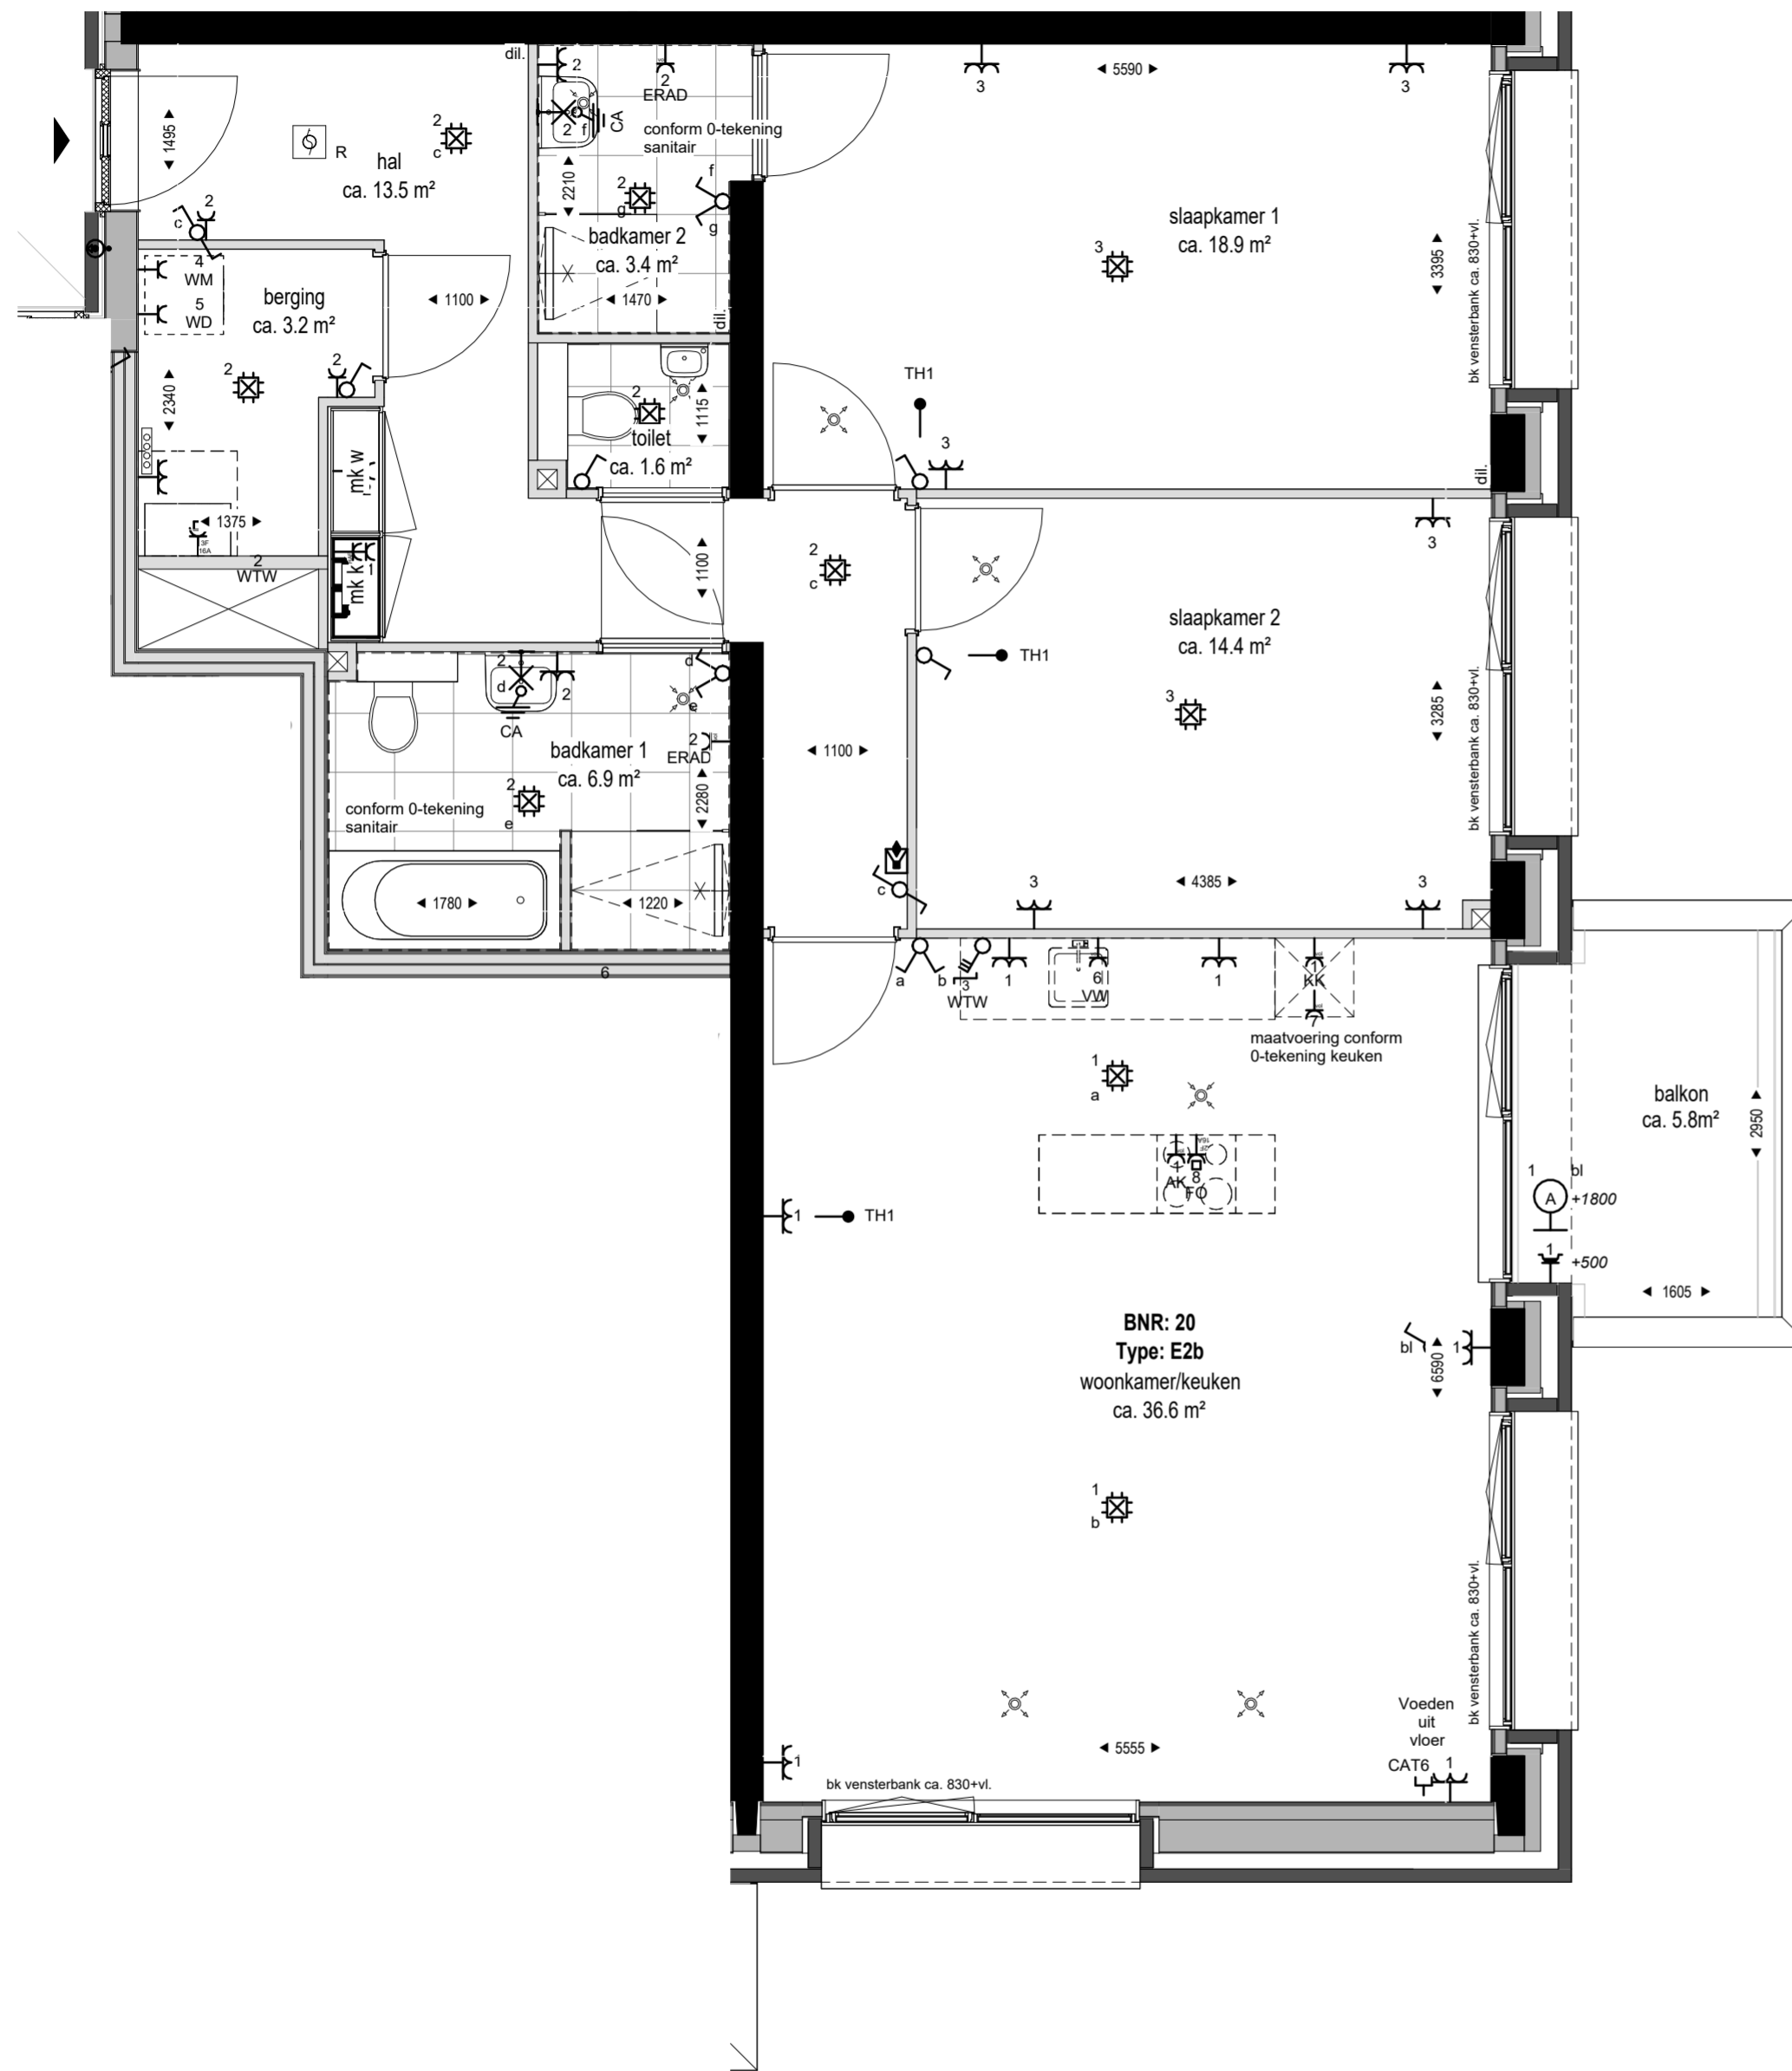 dil.
2
2
ERAD
3
5590
3
1495
R
2
c
hal
ca. 13.5 m²
2
f
CA
conform 0-tekening
sanitair
2210
f
2
g
g
badkamer 2
ca. 3.4 m²
1470
dil.
slaapkamer 1
ca. 18.9 m²
3
3395
bk vensterbank ca. 830+vl.
c
2
4
WM
5
WD
berging
ca. 3.2 m²
1100
2
2
2340
TH1
2
1115
toilet
ca. 1.6 m²
3
dil.
mk w
1375
3F
16A
2
WTW
mk k
1
1100
2
c
3
slaapkamer 2
ca. 14.4 m²
TH1
3
3285
bk vensterbank ca. 830+vl.
2
d
2
d
e
CA
badkamer 1
ca. 6.9 m²
2
ERAD
2280
1100
conform 0-tekening
sanitair
2
e
1780
1220
c
3
4385
3
6
a
b
3
WTW
1
6
VW
1
1
KK
7
maatvoering conform
0-tekening keuken
1
a
balkon
ca. 5.8m²
2950
1
AK
8
FO
2F
16A
1
TH1
1
bl
A
+1800
1
+500
1605
BNR: 20
Type: E2b
woonkamer/keuken
ca. 36.6 m²
bl
6590
1
1
b
bk vensterbank ca. 830+vl.
Voeden
uit
vloer
CAT6
1
5555
1
bk vensterbank ca. 830+vl.